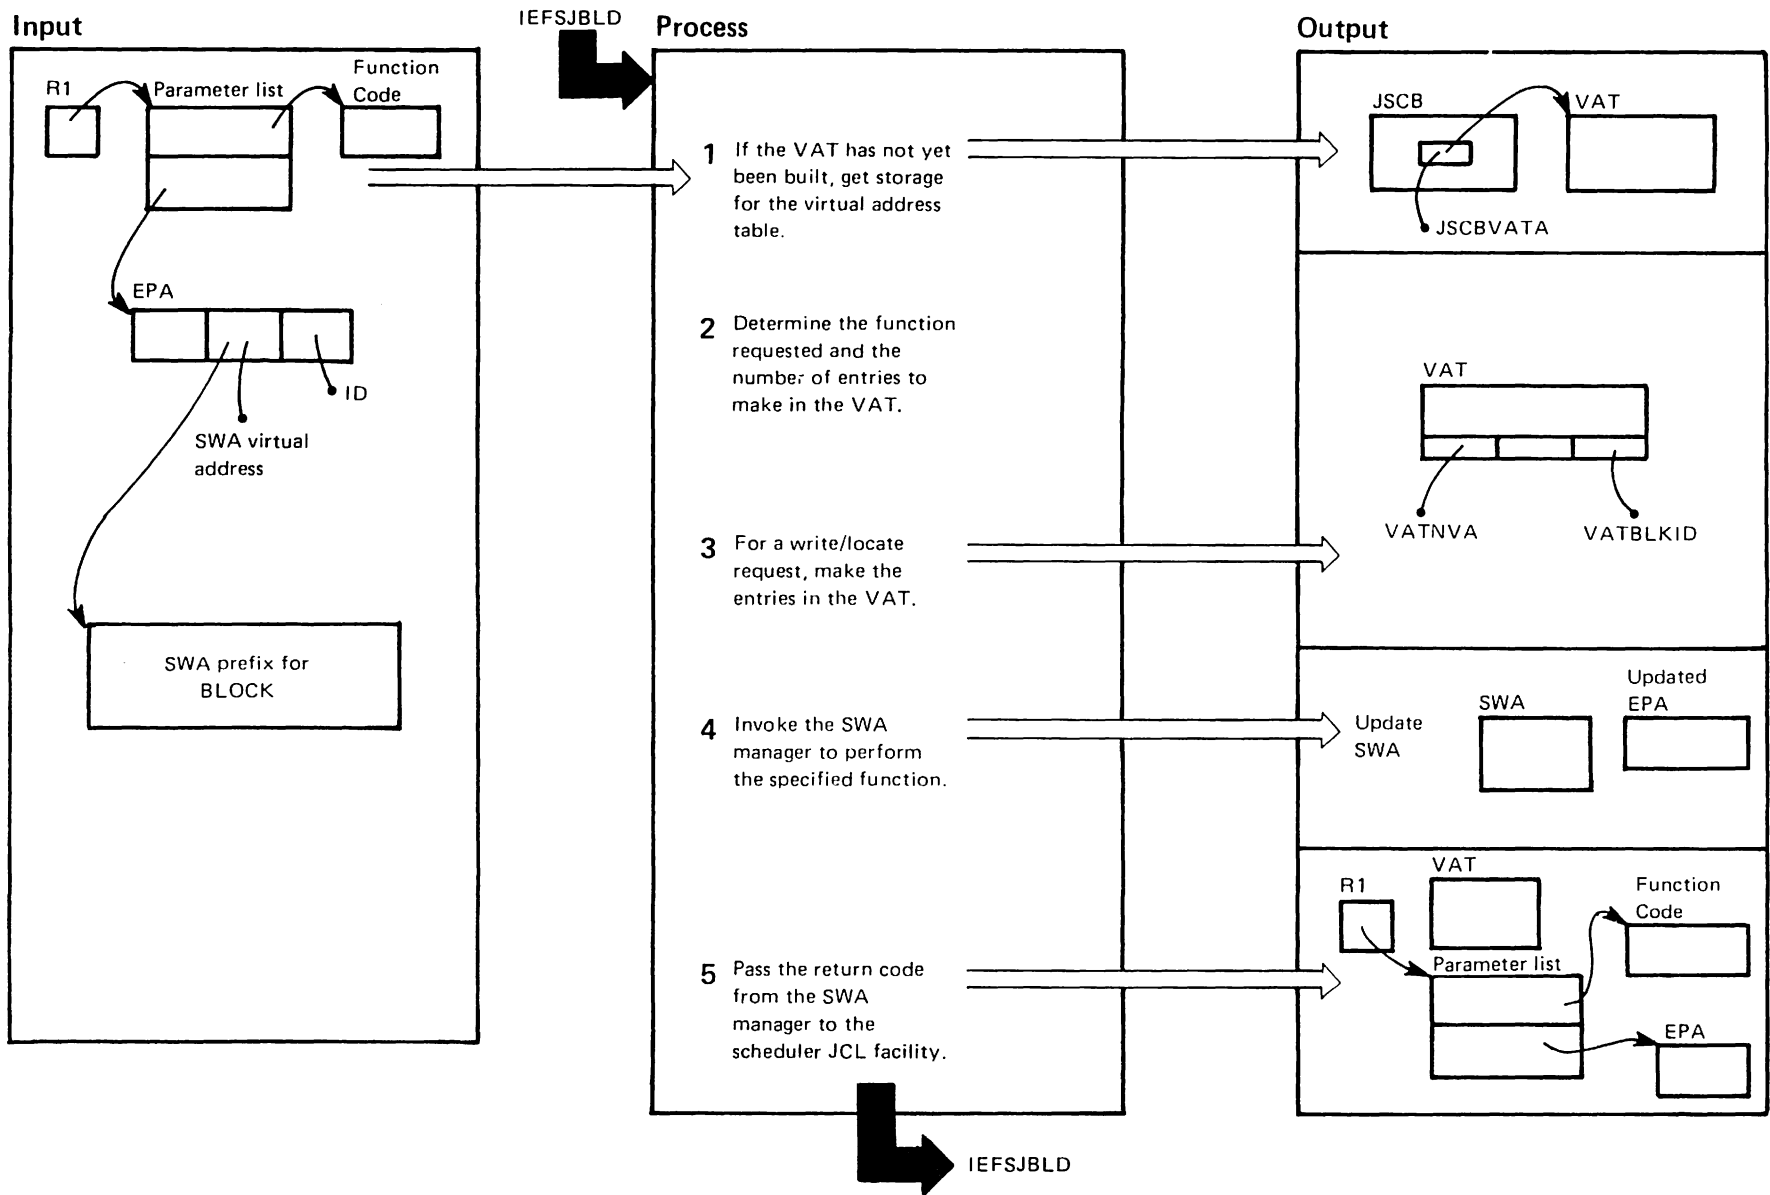 Input
IEFSJBLD
Process
Output
R1
Parameter list
Function
Code
EPA
ID
SWA virtual
address
SWA prefix for
BLOCK
1 If the VAT has not yet
been built, get storage
for the virtual address
table.
2 Determine the function
requested and the
number of entries to
make in the VAT.
3 For a write/locate
request, make the
entries in the VAT.
4 Invoke the SWA
manager to perform
the specified function.
5 Pass the return code
from the SWA
manager to the
scheduler JCL facility.
IEFSJBLD
JSCB
VAT
JSCBVATA
VAT
VATNVA
VATBLKID
Update
SWA
SWA
Updated
EPA
R1
VAT
Function
Code
Parameter list
EPA